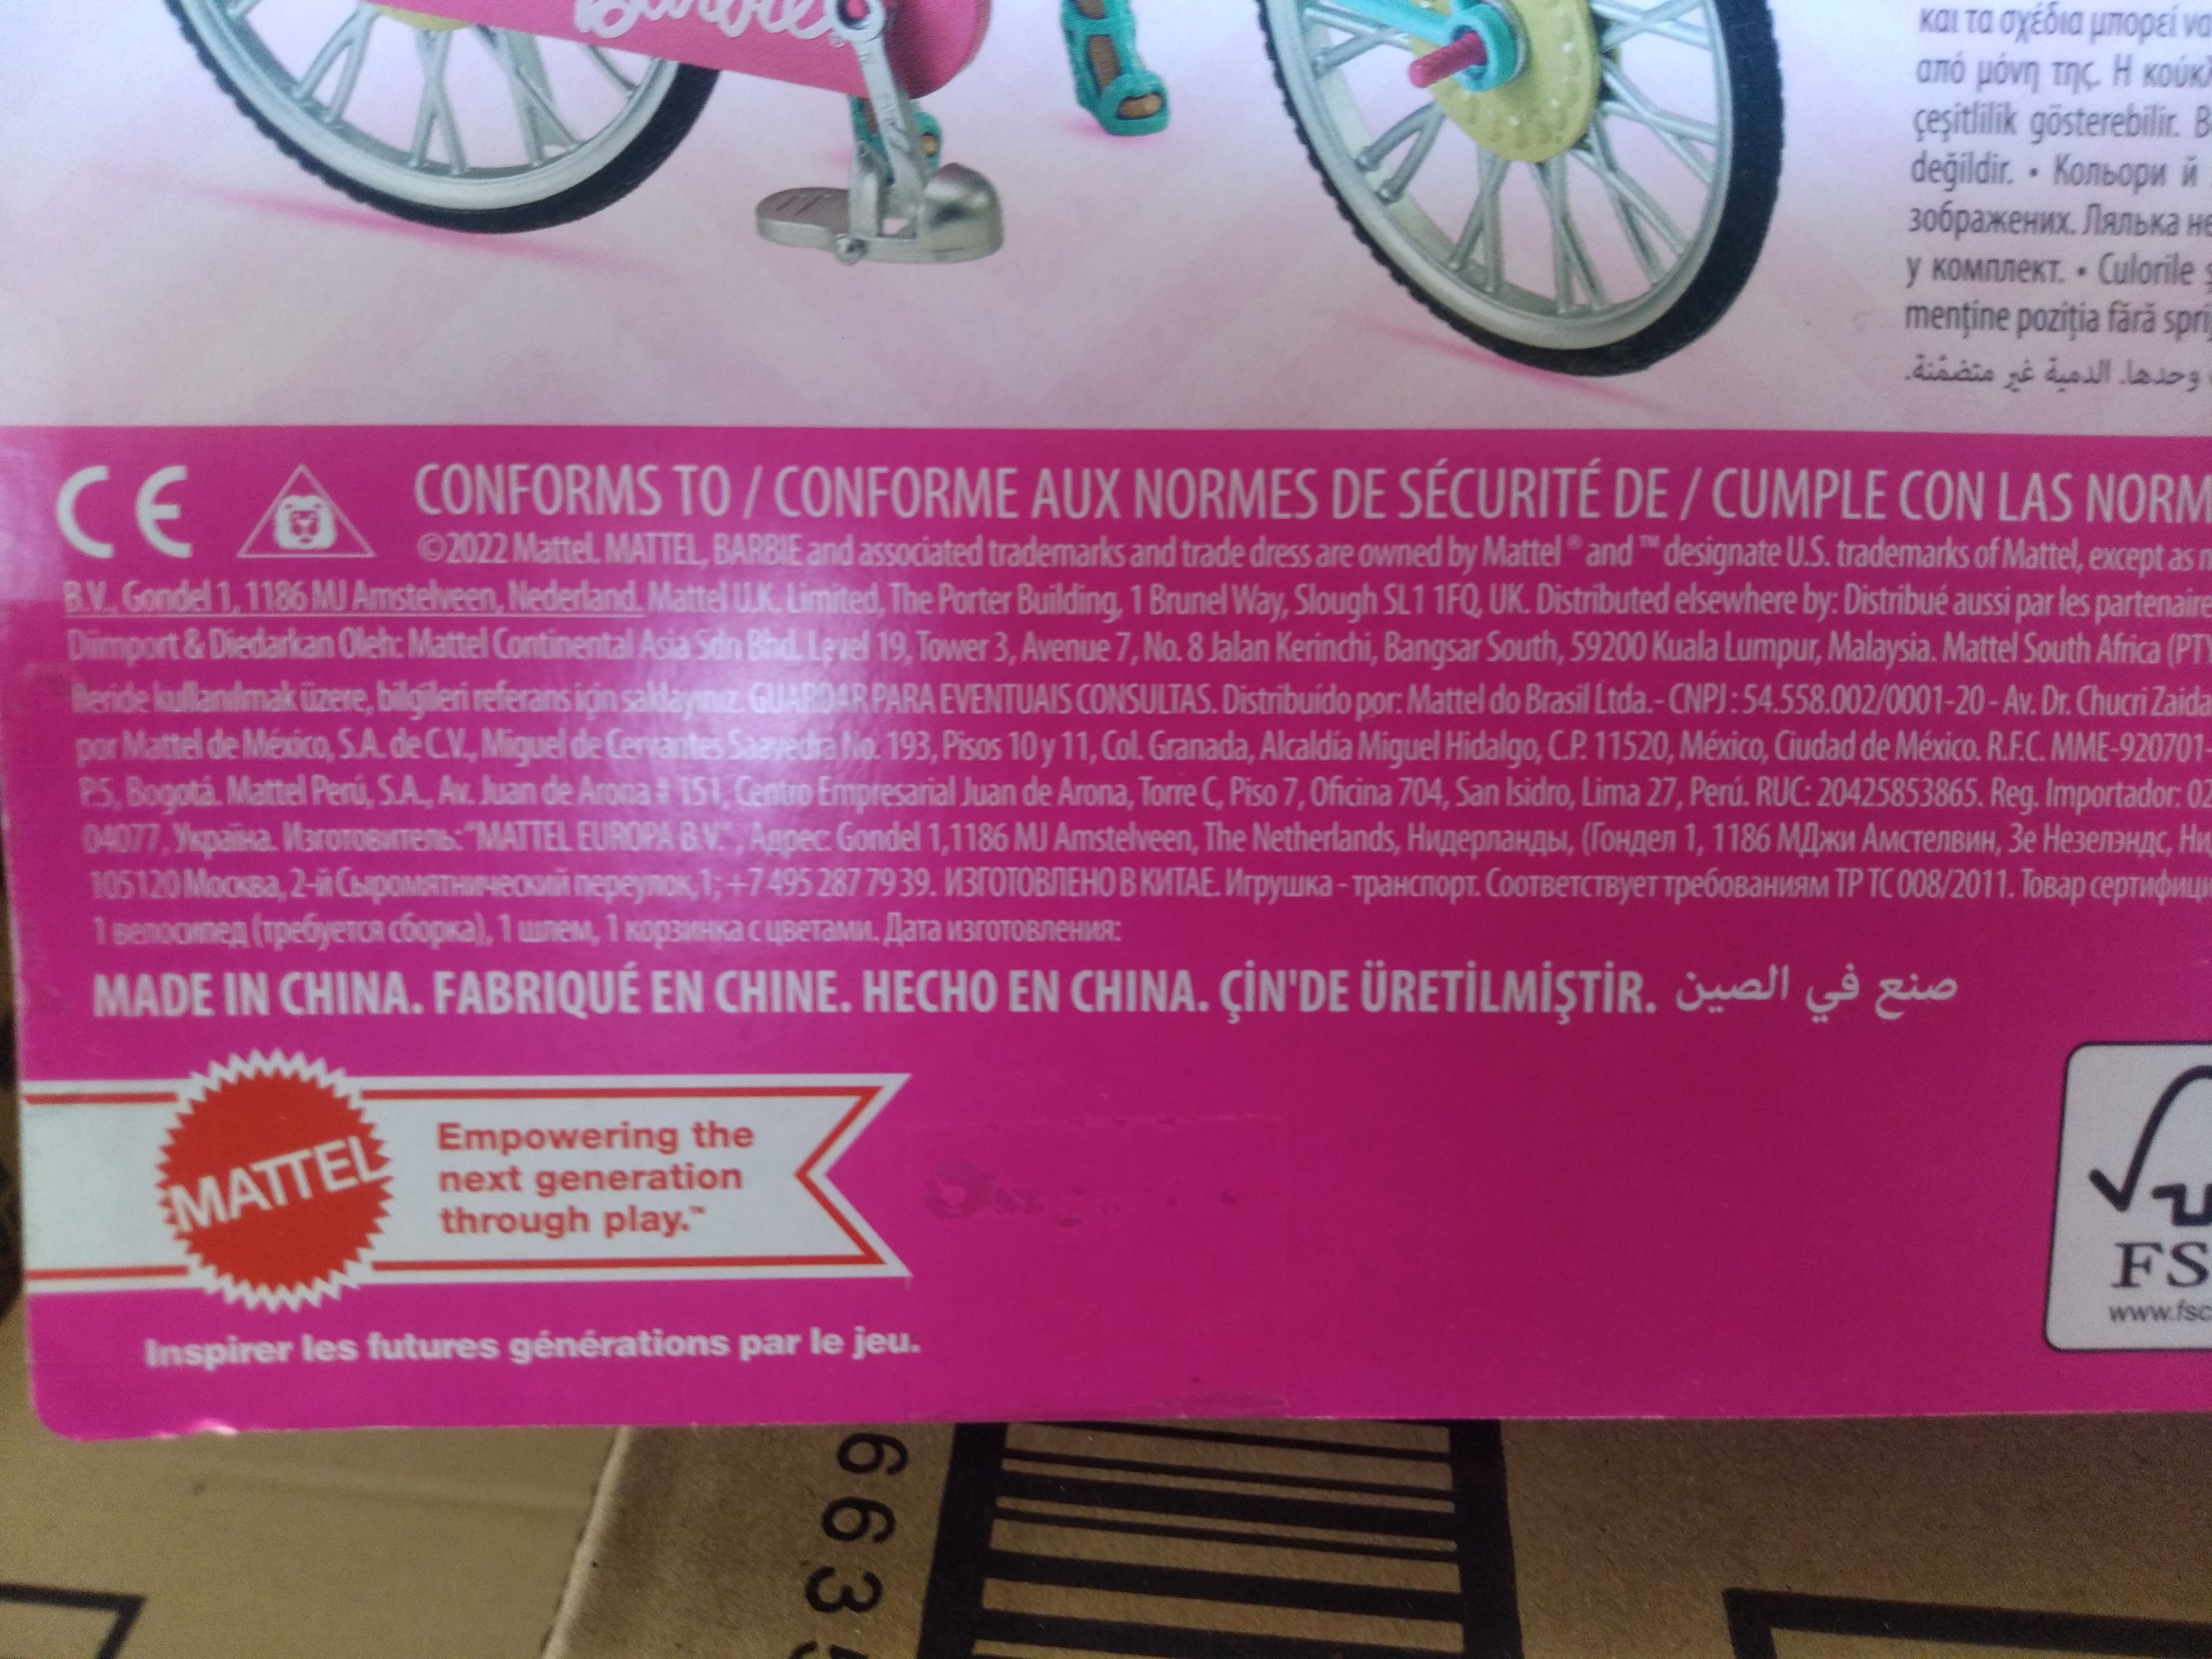 Barbie
και τα σχέδια μπορεί να
από μόνη της. Η κούκλ
çeşitlilik gösterebilir. B
değildir. • Кольори й
зображених. Лялька не
у комплект. • Culorile ş
menține poziția fără sprij
وحدها. الدمية غير متضمّنة.
CE
CONFORMS TO / CONFORME AUX NORMES DE SÉCURITÉ DE / CUMPLE CON LAS NORM
©2022 Mattel. MATTEL, BARBIE and associated trademarks and trade dress are owned by Mattel ® and ™ designate U.S. trademarks of Mattel, except as n
B.V., Gondel 1, 1186 MJ Amstelveen, Nederland. Mattel U.K. Limited, The Porter Building, 1 Brunel Way, Slough SL1 1FQ, UK. Distributed elsewhere by: Distribué aussi par les partenair
Diimport & Diedarkan Oleh: Mattel Continental Asia Sdn Bhd. Level 19, Tower 3, Avenue 7, No. 8 Jalan Kerinchi, Bangsar South, 59200 Kuala Lumpur, Malaysia. Mattel South Africa (PTY
İleride kullanılmak üzere, bilgileri referans için saklayınız. GUARDAR PARA EVENTUAIS CONSULTAS. Distribuído por: Mattel do Brasil Ltda.- CNPJ : 54.558.002/0001-20 - Av. Dr. Chucri Zaida
por Mattel de México, S.A. de C.V., Miguel de Cervantes Saavedra No. 193, Pisos 10 y 11, Col. Granada, Alcaldía Miguel Hidalgo, C.P. 11520, México, Ciudad de México. R.F.C. MME-920701-
P5, Bogotá. Mattel Perú, S.A., Av. Juan de Arona # 151, Centro Empresarial Juan de Arona, Torre C, Piso 7, Oficina 704, San Isidro, Lima 27, Perú. RUC: 20425853865. Reg. Importador: 02
04077, Україна. Изготовитель: "MATTEL EUROPA B.V.", Адрес: Gondel 1,1186 MJ Amstelveen, The Netherlands, Нидерланды, (Гондел 1, 1186 МДжи Амстелвин, Зе Незелэндс, Ни
105120 Москва, 2-й Сыромятнический переулок,1; +7 495 287 79 39. ИЗГОТОВЛЕНО В КИТАЕ. Игрушка - транспорт. Соответствует требованиям ТР ТС 008/2011. Товар сертифиц
1 велосипед (требуется сборка), 1 шлем, 1 корзинка с цветами. Дата изготовления:
MADE IN CHINA. FABRIQUÉ EN CHINE. HECHO EN CHINA. ÇİN'DE ÜRETİLMİŞTİR. صنع في الصين
MATTEL
Empowering the
next generation
through play.™
Inspirer les futures générations par le jeu.
FS
www.fsc
6635